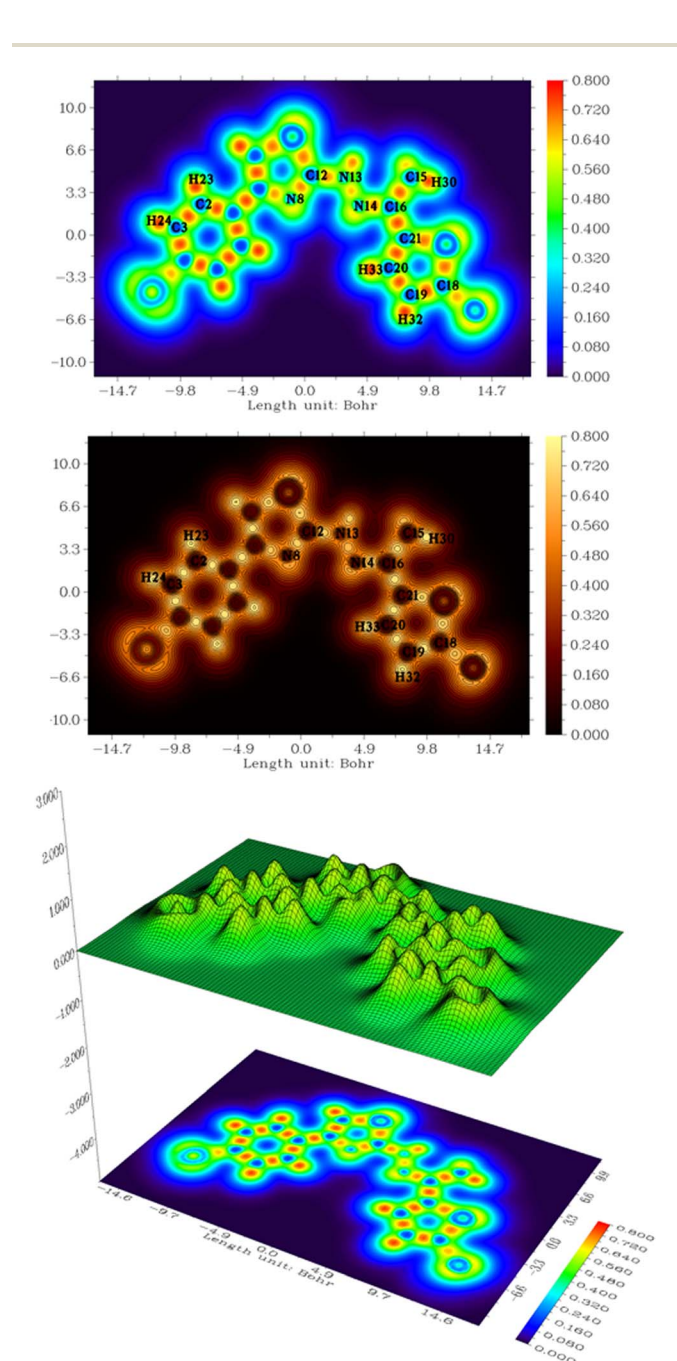 0.800
10.0
0.720
6.6
0.640
C12 N13 C15
H23 H30
0.560
3.3
C2 N8 N14 C16
0.480
H24 C3
0.400
0.0
C21
0.320
-3.3
H33 C20
0.240
C18
C19
0.160
-6.6
H32
0.080
-10.0
0.000
-14.7 -9.8 -4.9 0.0 4.9 9.8 14.7
Length unit: Bohr
0.800
10.0
0.720
6.6
0.640
C12 N13 C15
H23 H30
0.560
3.3
N8
C2 N14 C16
0.480
H24 C3
0.400
0.0
C21
0.320
H33 C20
-3.3
0.240
C18
C19
0.160
-6.6
H32
0.080
-10.0
0.000
-14.7 -9.8 -4.9 0.0 4.9 9.8 14.7
Length unit: Bohr
3.000
2.000
1.000
0.000
-1.000
-2.000
-3.000
-4.000
-14.6 -9.7 -4.9 0.0 4.9 9.7 14.6
Length unit: Bohr
9.9
6.6
3.3
0.0
-3.3
-6.6
0.800
0.720
0.640
0.560
0.480
0.400
0.320
0.240
0.160
0.080
0.000